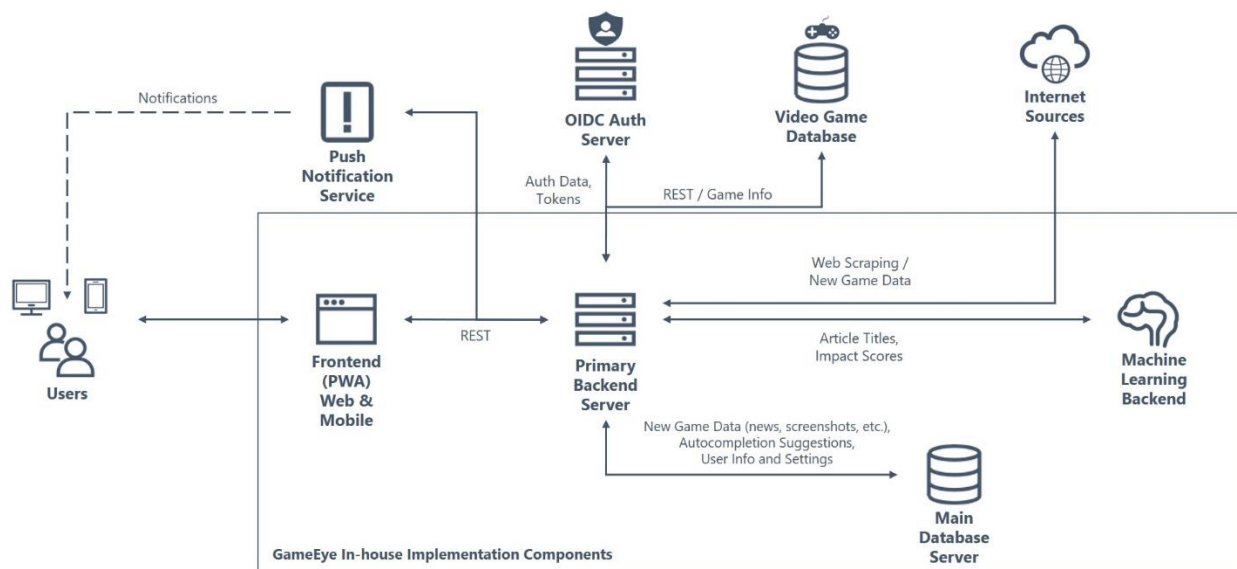 Notifications
Push
Notification
Service
OIDC Auth
Server
Video Game
Database
Internet
Sources
Auth Data,
Tokens
REST / Game Info
Web Scraping /
New Game Data
Users
Frontend
(PWA)
Web &
Mobile
REST
Primary
Backend
Server
Article Titles,
Impact Scores
Machine
Learning
Backend
New Game Data (news, screenshots, etc.),
Autocompletion Suggestions,
User Info and Settings
Main
Database
Server
GameEye In-house Implementation Components